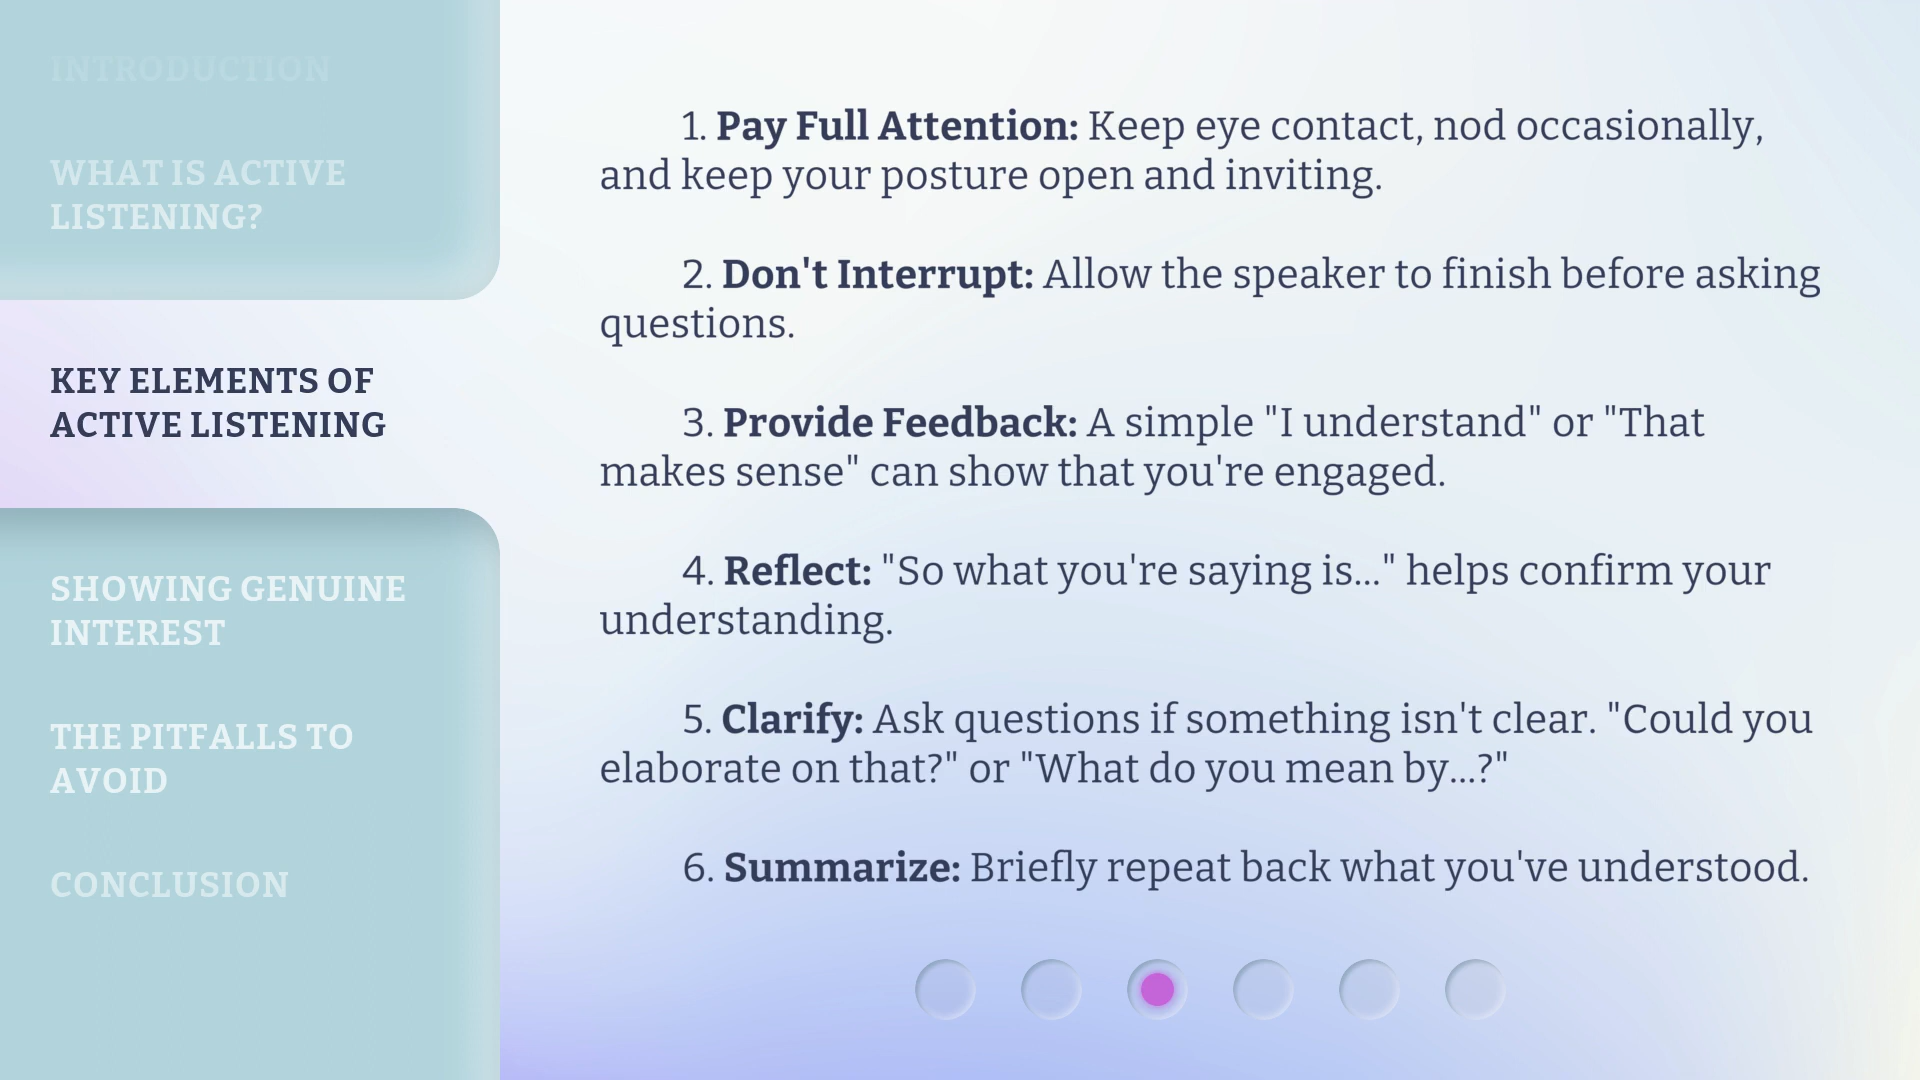 INTRODUCTION
WHAT IS ACTIVE
LISTENING?
KEY ELEMENTS OF
ACTIVE LISTENING
SHOWING GENUINE
INTEREST
THE PITFALLS TO
AVOID
CONCLUSION
1. Pay Full Attention: Keep eye contact, nod occasionally,
and keep your posture open and inviting.
2. Don't Interrupt: Allow the speaker to finish before asking
questions.
3. Provide Feedback: A simple "I understand" or "That
makes sense" can show that you're engaged.
4. Reflect: "So what you're saying is..." helps confirm your
understanding.
5. Clarify: Ask questions if something isn't clear. "Could you
elaborate on that?" or "What do you mean by...?"
6. Summarize: Briefly repeat back what you've understood.